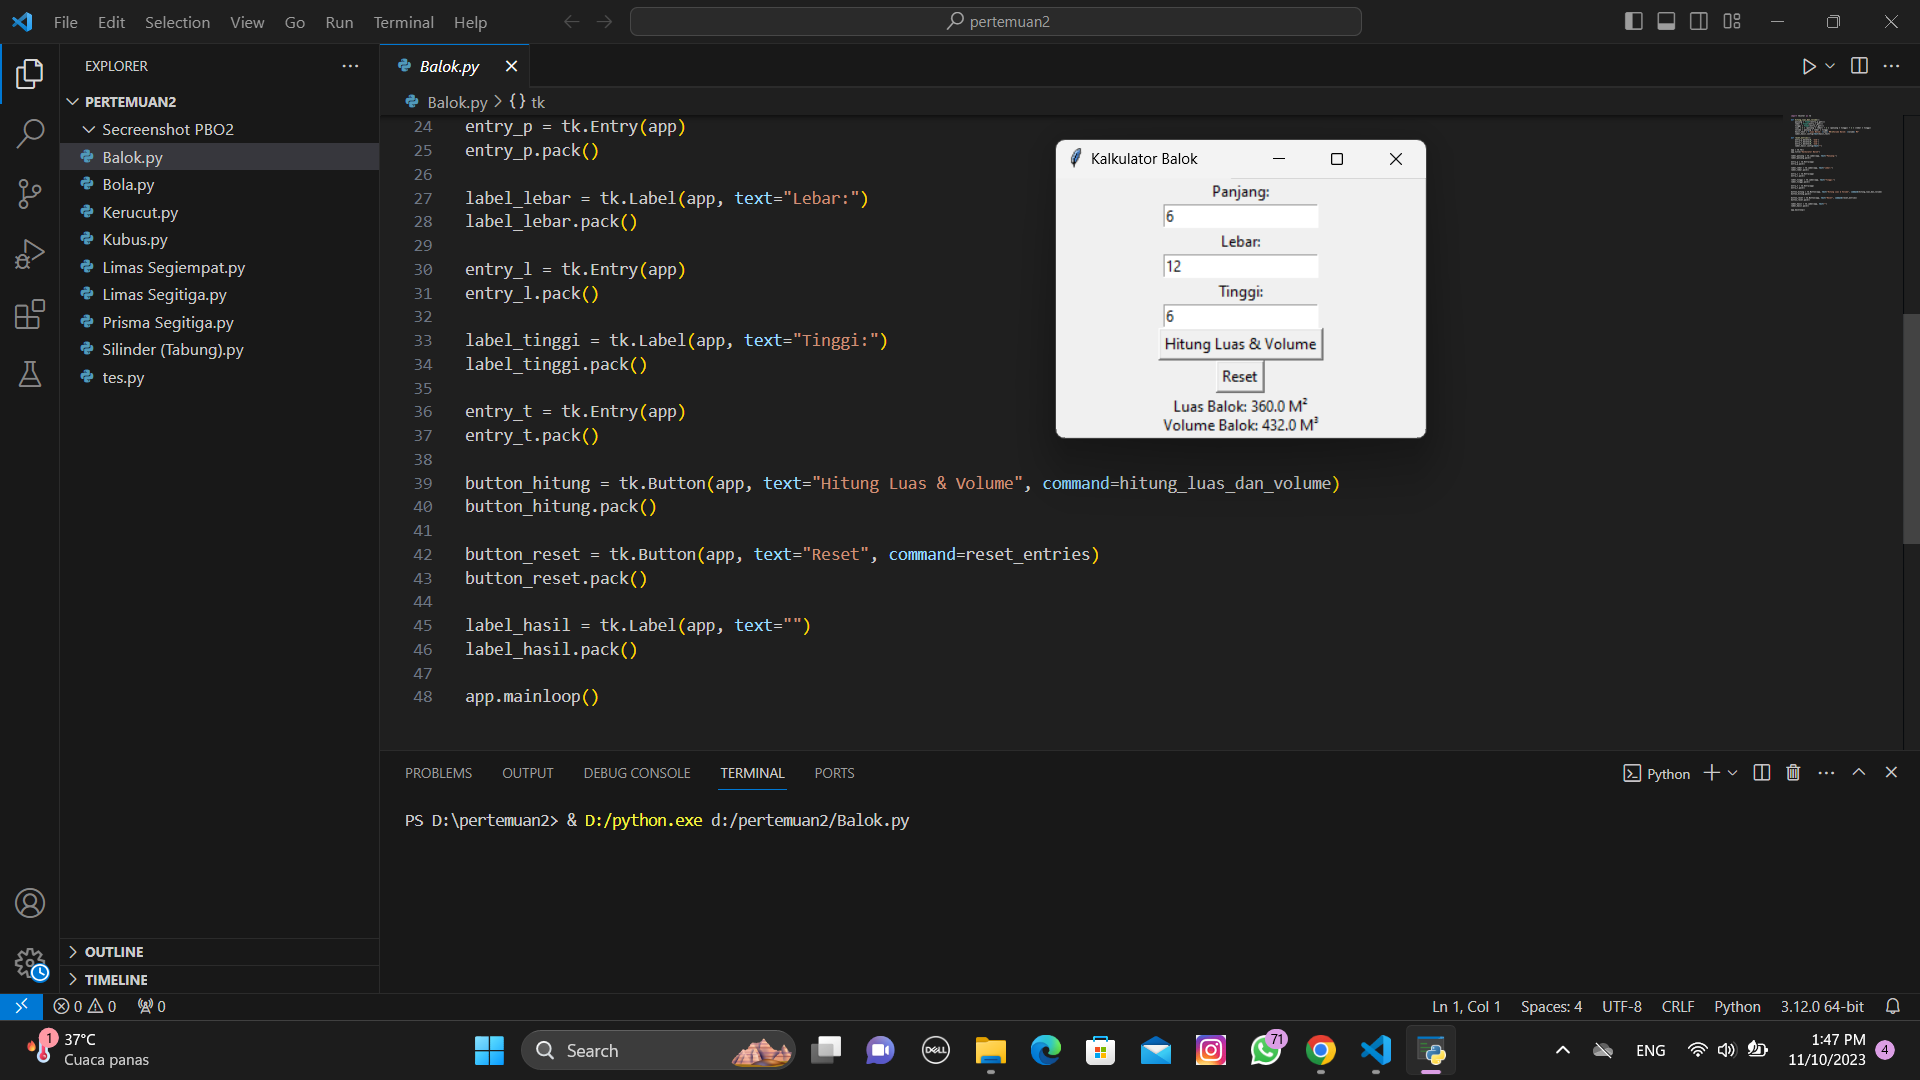 File Edit Selection View Go Run Terminal Help
pertemuan2
EXPLORER
Balok.py
PERTEMUAN2
Secreenshot PBO2
Balok.py
Bola.py
Kerucut.py
Kubus.py
Limas Segiempat.py
Limas Segitiga.py
Prisma Segitiga.py
Silinder (Tabung).py
tes.py
OUTLINE
TIMELINE
Balok.py > {} tk
24 entry_p = tk.Entry(app)
25 entry_p.pack()
26
27 label_lebar = tk.Label(app, text="Lebar:")
28 label_lebar.pack()
29
30 entry_l = tk.Entry(app)
31 entry_l.pack()
32
33 label_tinggi = tk.Label(app, text="Tinggi:")
34 label_tinggi.pack()
35
36 entry_t = tk.Entry(app)
37 entry_t.pack()
38
39 button_hitung = tk.Button(app, text="Hitung Luas & Volume", command=hitung_luas_dan_volume)
40 button_hitung.pack()
41
42 button_reset = tk.Button(app, text="Reset", command=reset_entries)
43 button_reset.pack()
44
45 label_hasil = tk.Label(app, text="")
46 label_hasil.pack()
47
48 app.mainloop()
Kalkulator Balok
Panjang:
6
Lebar:
12
Tinggi:
6
Hitung Luas & Volume
Reset
Luas Balok: 360.0 M²
Volume Balok: 432.0 M³
PROBLEMS OUTPUT DEBUG CONSOLE TERMINAL PORTS
Python
PS D:\pertemuan2> & D:/python.exe d:/pertemuan2/Balok.py
0 0 0
Ln 1, Col 1 Spaces: 4 UTF-8 CRLF Python 3.12.0 64-bit
1
37°C
Cuaca panas
Search
DELL
71
ENG
1:47 PM
11/10/2023
4